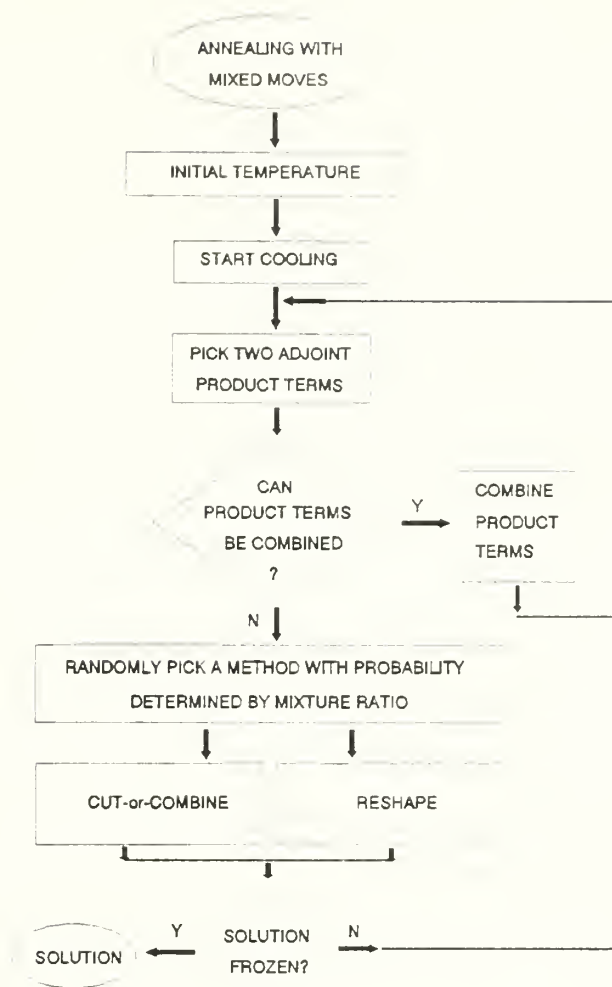 ANNEALING WITH
MIXED MOVES
INITIAL TEMPERATURE
START COOLING
PICK TWO ADJOINT
PRODUCT TERMS
CAN
PRODUCT TERMS
BE COMBINED
?
Y
COMBINE
PRODUCT
TERMS
N
RANDOMLY PICK A METHOD WITH PROBABILITY
DETERMINED BY MIXTURE RATIO
CUT-or-COMBINE
RESHAPE
SOLUTION
Y
SOLUTION
FROZEN?
N